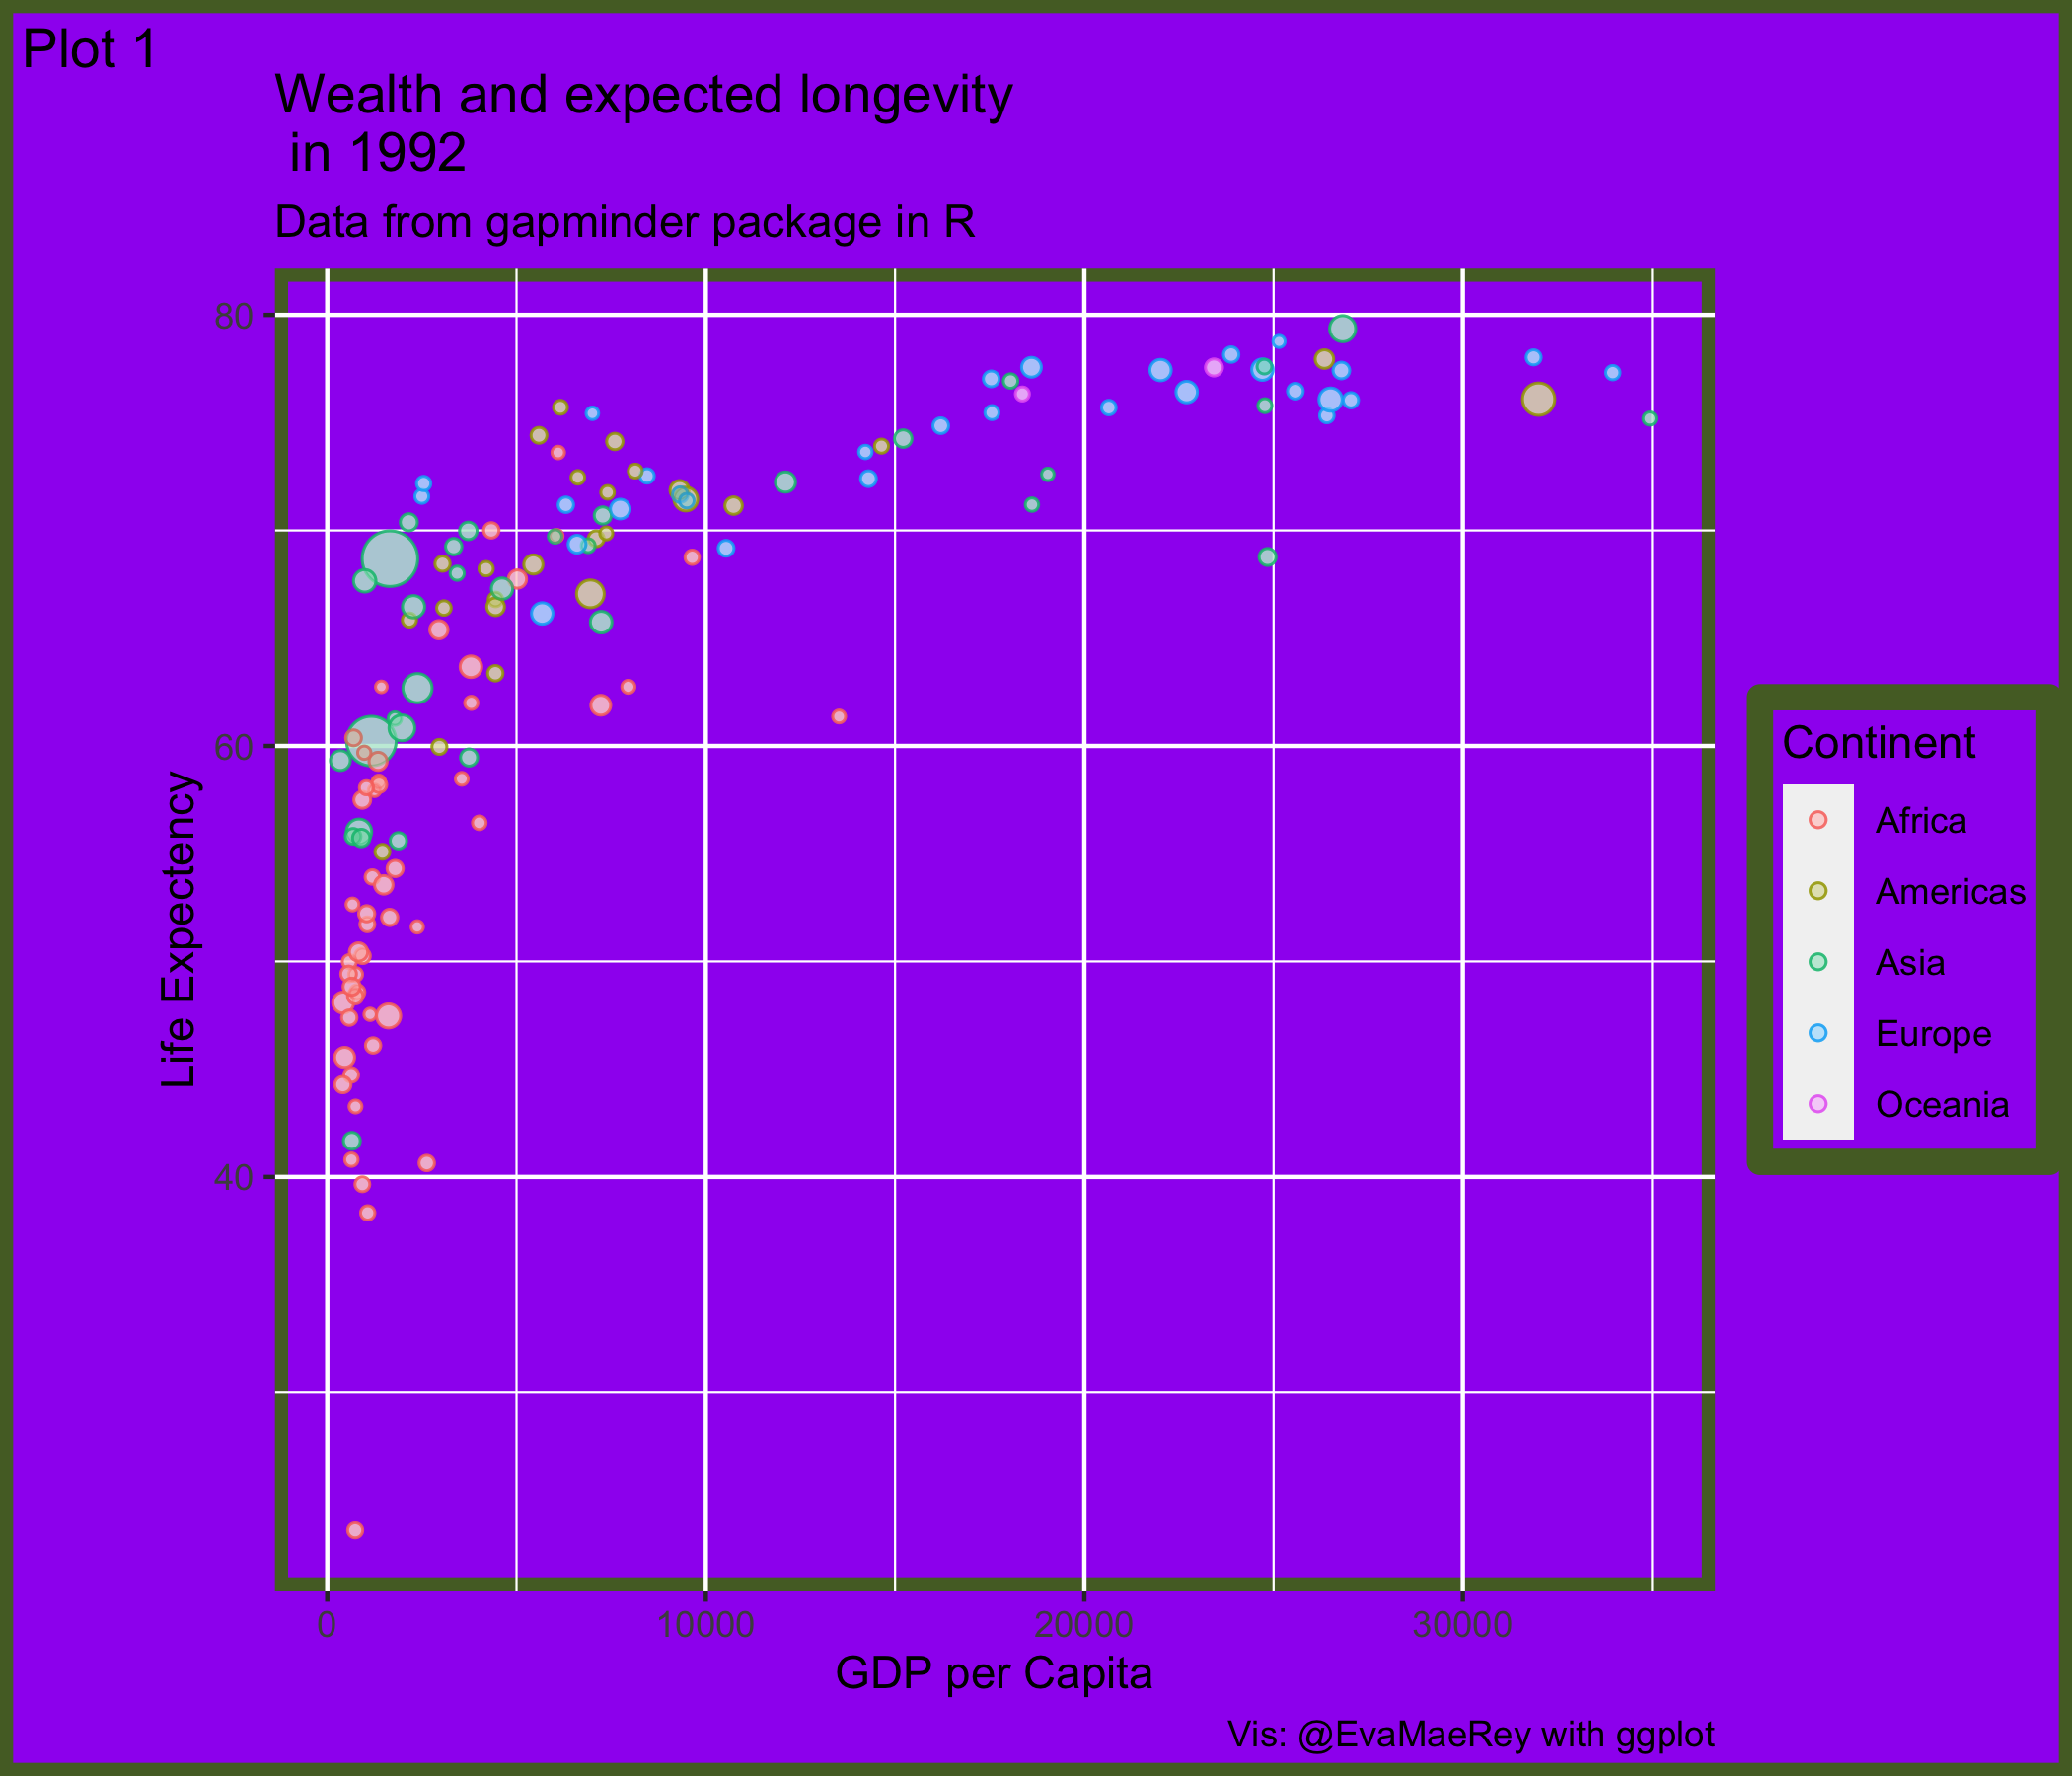 Plot 1
Wealth and expected longevity
in 1992
Data from gapminder package in R
80
60
40
Life Expectency
0 10000 20000 30000
GDP per Capita
Continent
Africa
Americas
Asia
Europe
Oceania
Vis: @EvaMaeRey with ggplot